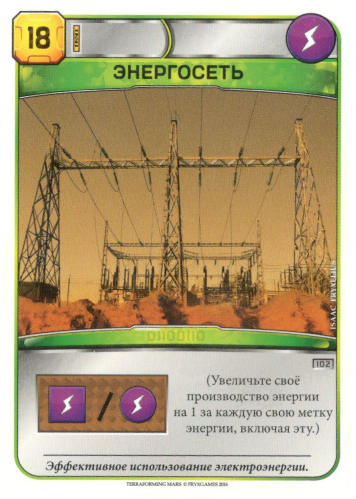 18
ЭНЕРГОСЕТЬ
ISAAC FRYXELIUS
01100110
102
(Увеличьте своё
производство энергии
на 1 за каждую свою метку
энергии, включая эту.)
/
Эффективное использование электроэнергии.
TERRAFORMING MARS © FRYXGAMES 2016